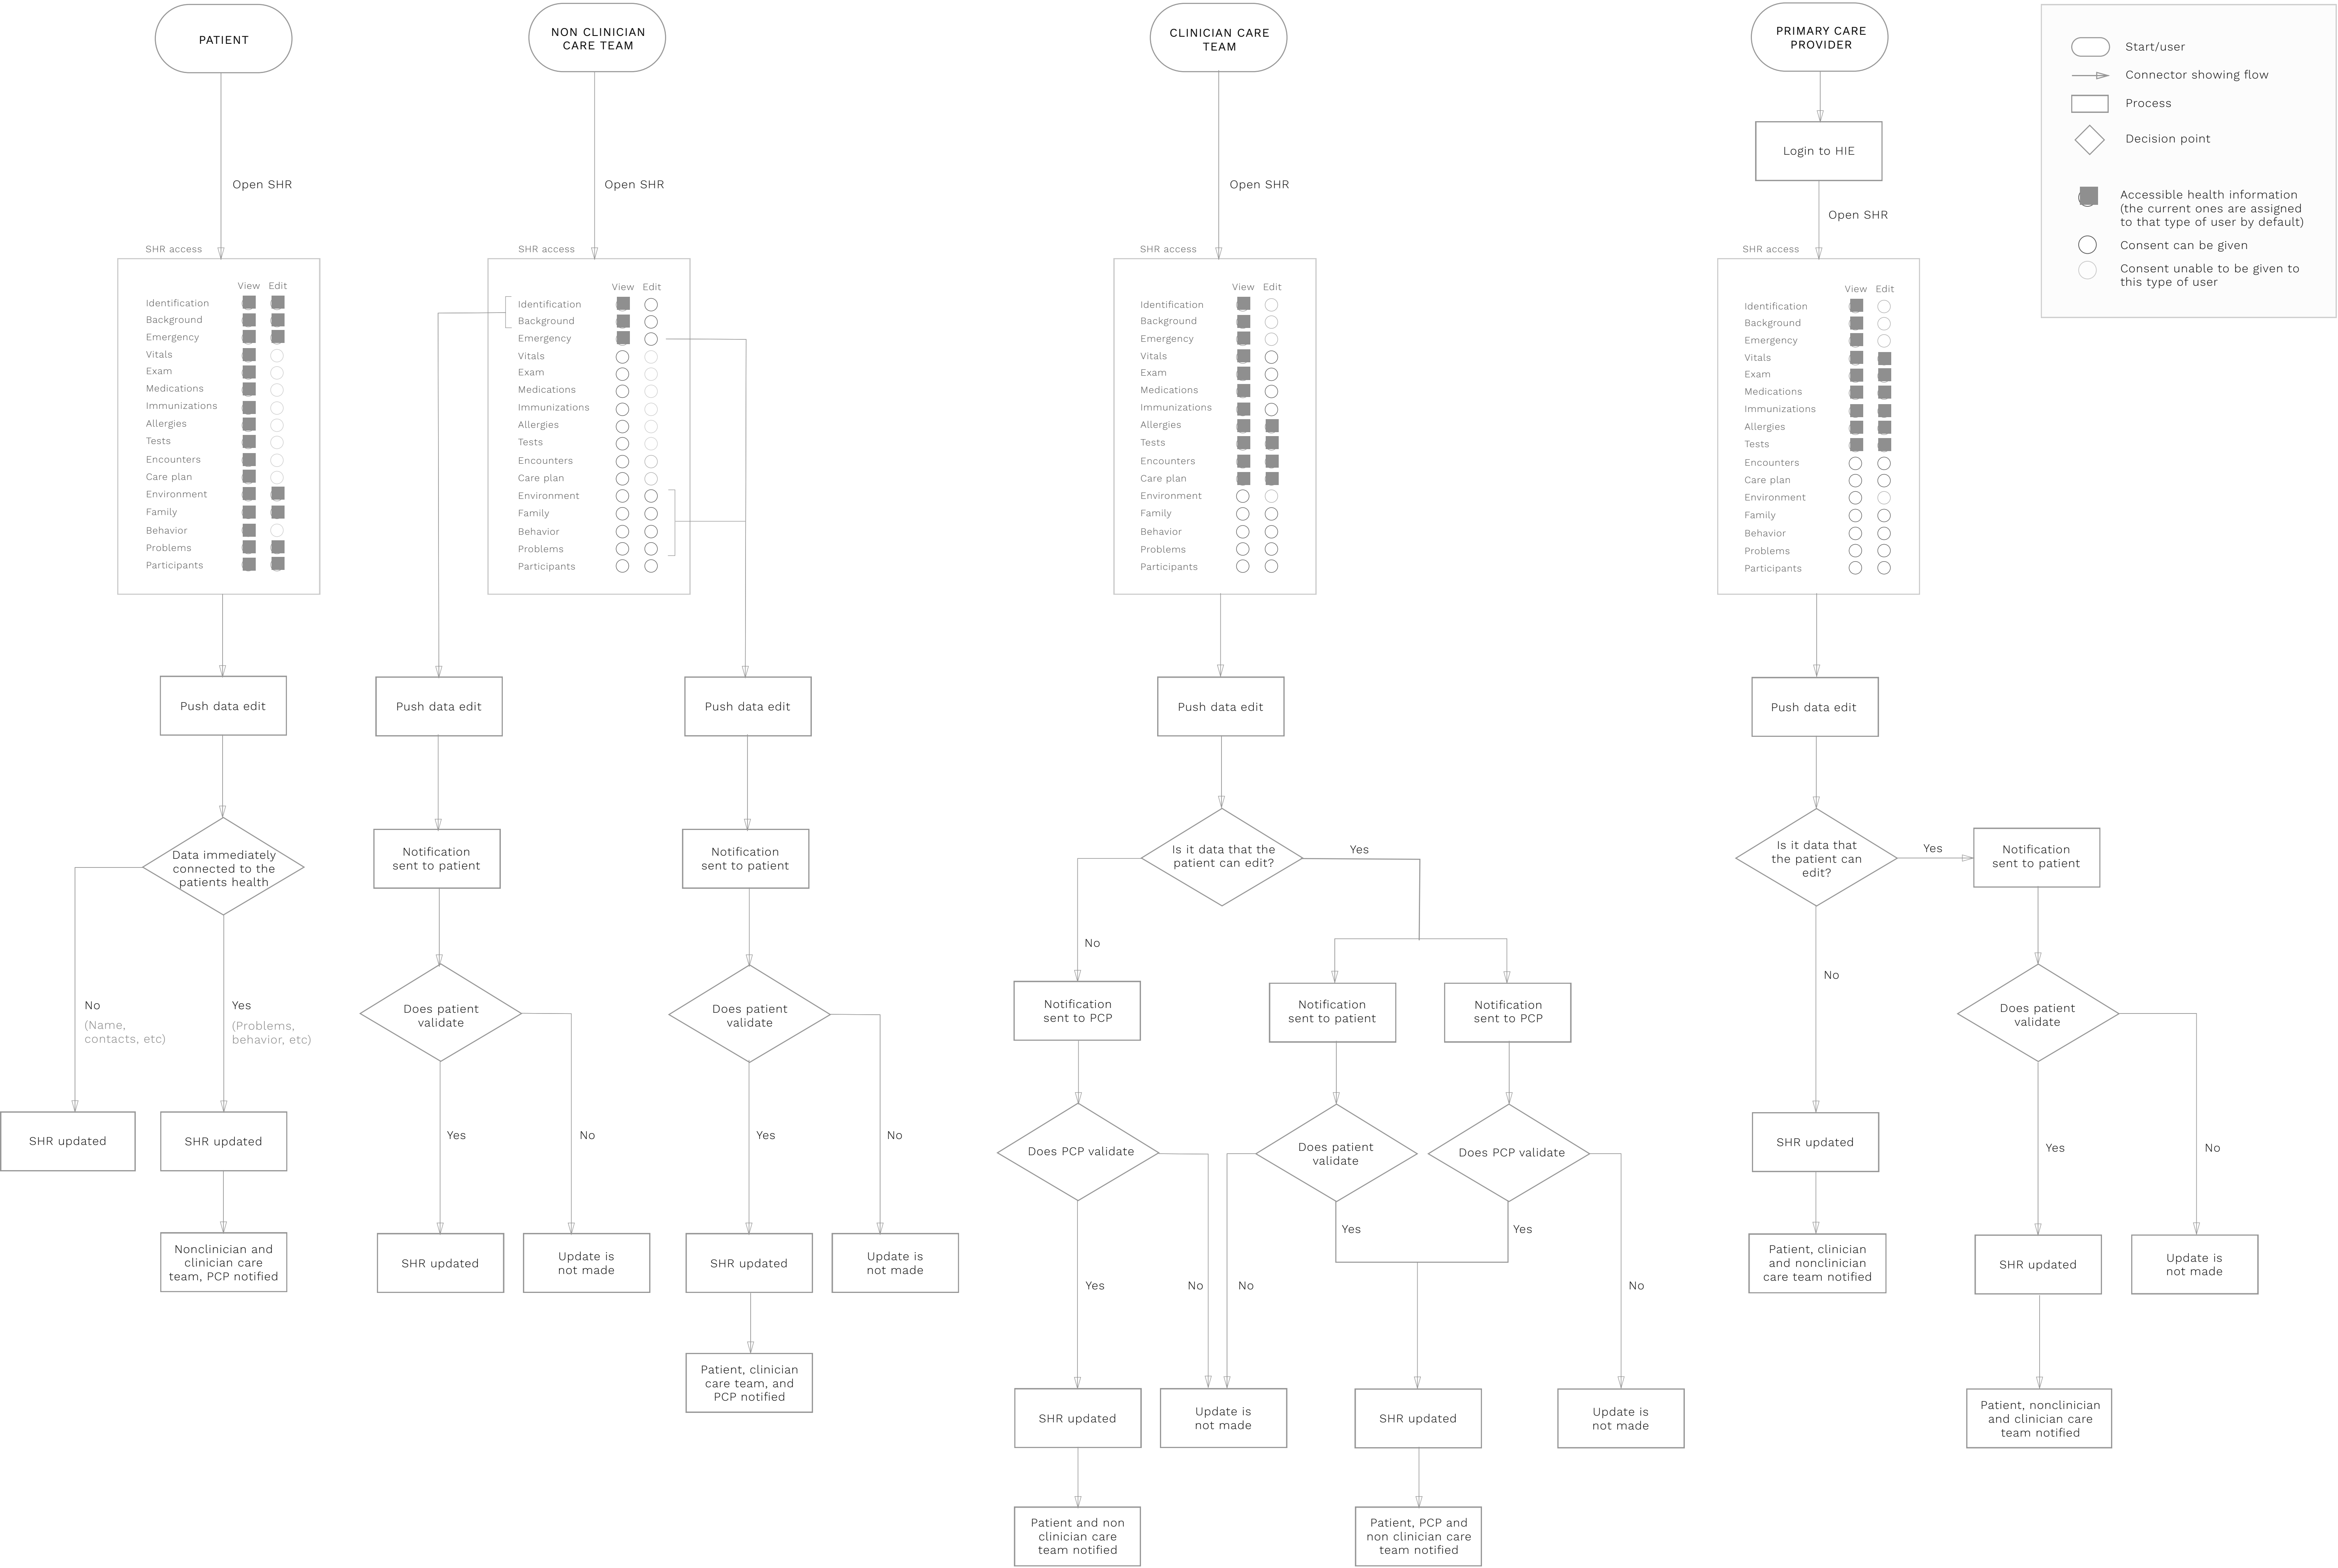 PATIENT
Open SHR
SHR access
View Edit
Identification
Background
Emergency
Vitals
Exam
Medications
Immunizations
Allergies
Tests
Encounters
Care plan
Environment
Family
Behavior
Problems
Participants
Push data edit
Data immediately
connected to the
patients health
No
(Name,
contacts, etc)
Yes
(Problems,
behavior, etc)
SHR updated
SHR updated
Nonclinician and
clinician care
team, PCP notified
NON CLINICIAN
CARE TEAM
Open SHR
SHR access
View Edit
Identification
Background
Emergency
Vitals
Exam
Medications
Immunizations
Allergies
Tests
Encounters
Care plan
Environment
Family
Behavior
Problems
Participants
Push data edit
Notification
sent to patient
Does patient
validate
Yes
No
SHR updated
Update is
not made
Push data edit
Notification
sent to patient
Does patient
validate
Yes
No
SHR updated
Update is
not made
Patient, clinician
care team, and
PCP notified
CLINICIAN CARE
TEAM
Open SHR
SHR access
View Edit
Identification
Background
Emergency
Vitals
Exam
Medications
Immunizations
Allergies
Tests
Encounters
Care plan
Environment
Family
Behavior
Problems
Participants
Push data edit
Is it data that the
patient can edit?
Yes
No
Notification
sent to PCP
Notification
sent to patient
Notification
sent to PCP
Does PCP validate
Does patient
validate
Does PCP validate
Yes
Yes
Yes
No
No
No
SHR updated
Update is
not made
SHR updated
Update is
not made
Patient and non
clinician care
team notified
Patient, PCP and
non clinician care
team notified
PRIMARY CARE
PROVIDER
Login to HIE
Open SHR
SHR access
View Edit
Identification
Background
Emergency
Vitals
Exam
Medications
Immunizations
Allergies
Tests
Encounters
Care plan
Environment
Family
Behavior
Problems
Participants
Push data edit
Is it data that
the patient can
edit?
Yes
Notification
sent to patient
No
Does patient
validate
SHR updated
Yes
No
Patient, clinician
and nonclinician
care team notified
SHR updated
Update is
not made
Patient, nonclinician
and clinician care
team notified
Start/user
Connector showing flow
Process
Decision point
Accessible health information
(the current ones are assigned
to that type of user by default)
Consent can be given
Consent unable to be given to
this type of user